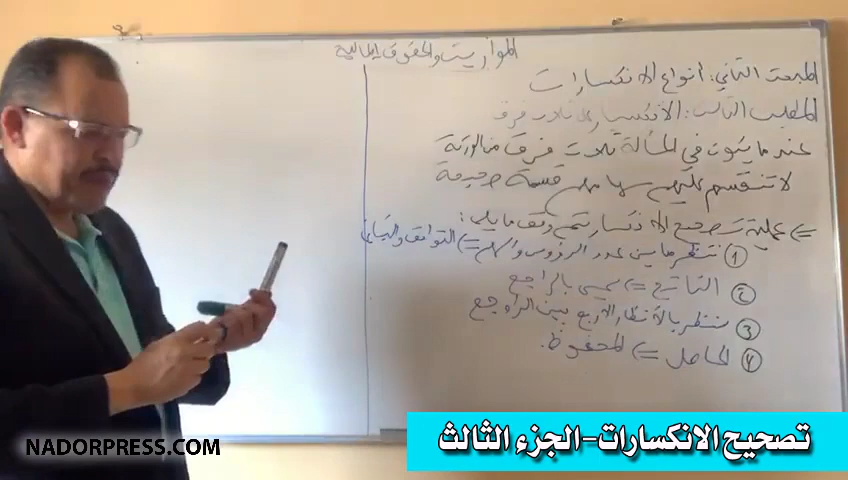 المواريث والحقوق المالية
المبحث الثاني: أنواع الانكسارات
المطلب الثالث: الانكسار على ثلاث فرق
عندما يكون في المسألة ثلاث فرق من الورثة
لا تنقسم عليهم سهامهم قسمة صحيحة
<= عملية تصحيح الانكسار تتم وفق ما يلي:
① ننظر ما بين عدد الرؤوس والسهم => التوافق والتباين
② الناتج => يسمى بالراجع
③ ننظر بالأنظار الأربع بين الرواجع
④ الحاصل => المحفوظ.
تصحيح الانكسارات-الجزء الثالث
NADORPRESS.COM